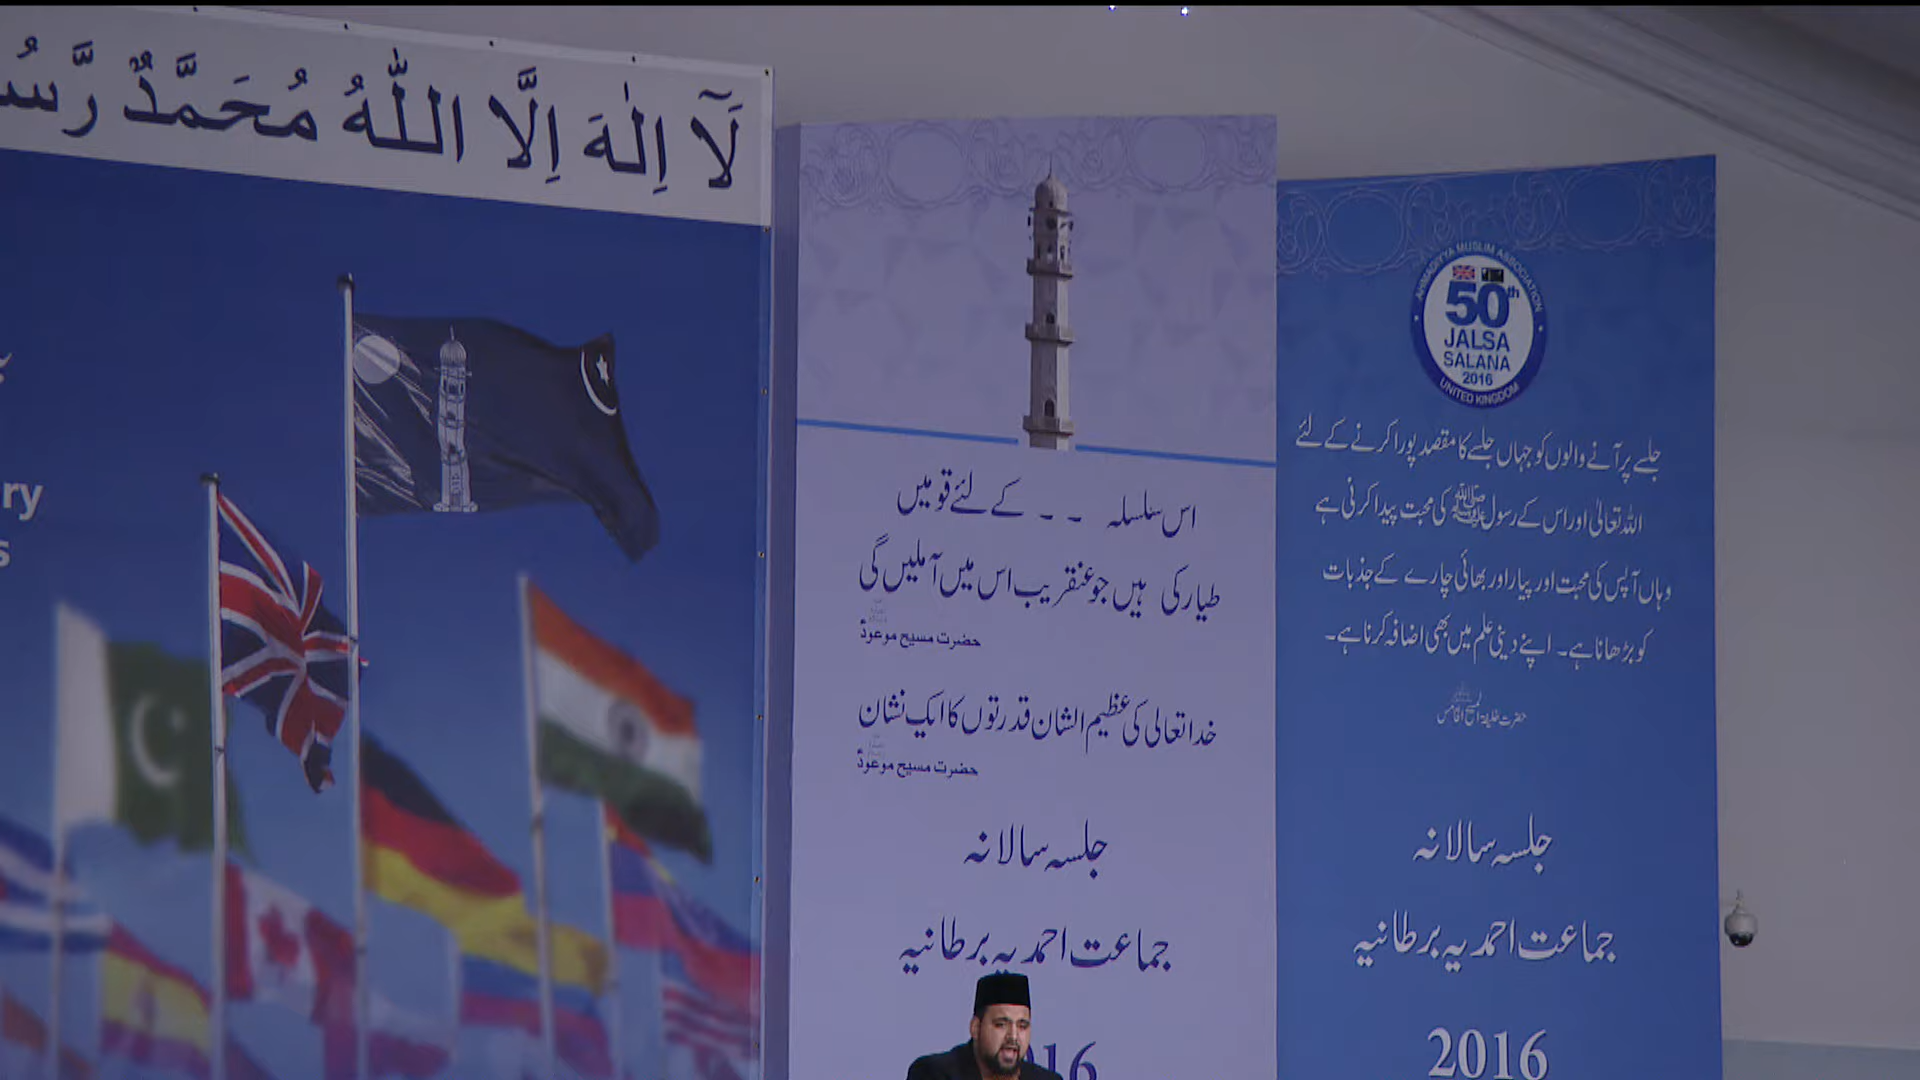 لَآ اِلٰهَ اِلَّا اللّٰهُ مُحَمَّدٌ رَّسُ
ry
s
اس سلسلہ ۔ ۔ کے لئے قومیں
طیار کی ہیں جو عنقریب اس میں آملیں گی
حضرت مسیح موعودؑ
خدا تعالیٰ کی عظیم الشان قدرتوں کا ایک نشان
حضرت مسیح موعودؑ
جلسہ سالانہ
جماعت احمدیہ برطانیہ
16
AHMADIYYA MUSLIM ASSOCIATION
50th
JALSA
SALANA
2016
UNITED KINGDOM
جلسے پر آنے والوں کو جہاں جلسے کا مقصد پورا کرنے کے لئے
اللہ تعالیٰ اور اس کے رسول ﷺ کی محبت پیدا کرنی ہے
وہاں آپس کی محبت اور پیار اور بھائی چارے کے جذبات
کو بڑھانا ہے۔ اپنے دینی علم میں بھی اضافہ کرنا ہے۔
حضرت خلیفۃ المسیح الخامس
جلسہ سالانہ
جماعت احمدیہ برطانیہ
2016